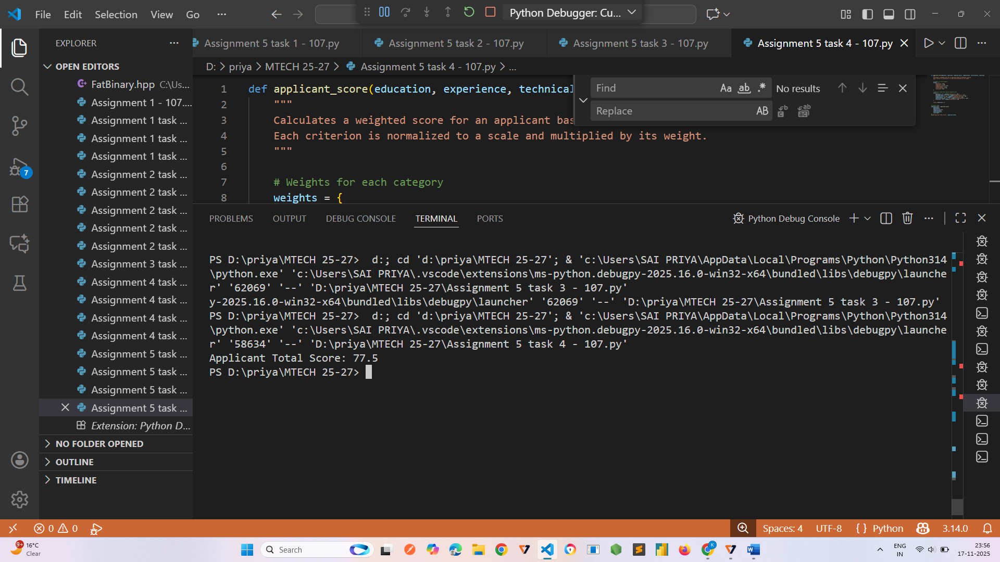 File Edit Selection View Go ...
Python Debugger: Cu...
EXPLORER ...
OPEN EDITORS
FatBinary.hpp C:\Us...
Assignment 1 - 107....
Assignment 1 task ...
Assignment 1 task ...
Assignment 1 task ...
Assignment 2 task ...
Assignment 2 task ...
Assignment 2 task ...
Assignment 2 task ...
Assignment 2 task ...
Assignment 3 task ...
Assignment 4 task ...
Assignment 4 task ...
Assignment 4 task ...
Assignment 4 task ...
Assignment 5 task ...
Assignment 5 task ...
Assignment 5 task ...
Assignment 5 task ...
Extension: Python D...
NO FOLDER OPENED
OUTLINE
TIMELINE
7
Assignment 5 task 1 - 107.py Assignment 5 task 2 - 107.py Assignment 5 task 3 - 107.py Assignment 5 task 4 - 107.py
D: > priya > MTECH 25-27 > Assignment 5 task 4 - 107.py > ...
Find Aa ab .* No results
Replace AB
1 def applicant_score(education, experience, technical
2 """
3 Calculates a weighted score for an applicant bas
4 Each criterion is normalized to a scale and multiplied by its weight.
5 """
6
7 # Weights for each category
8 weights = {
PROBLEMS OUTPUT DEBUG CONSOLE TERMINAL PORTS
Python Debug Console
PS D:\priya\MTECH 25-27>  d:; cd 'd:\priya\MTECH 25-27'; & 'c:\Users\SAI PRIYA\AppData\Local\Programs\Python\Python314
\python.exe' 'c:\Users\SAI PRIYA\.vscode\extensions\ms-python.debugpy-2025.16.0-win32-x64\bundled\libs\debugpy\launche
r' '62069' '--' 'D:\priya\MTECH 25-27\Assignment 5 task 3 - 107.py'
y-2025.16.0-win32-x64\bundled\libs\debugpy\launcher' '62069' '--' 'D:\priya\MTECH 25-27\Assignment 5 task 3 - 107.py'
PS D:\priya\MTECH 25-27>  d:; cd 'd:\priya\MTECH 25-27'; & 'c:\Users\SAI PRIYA\AppData\Local\Programs\Python\Python314
\python.exe' 'c:\Users\SAI PRIYA\.vscode\extensions\ms-python.debugpy-2025.16.0-win32-x64\bundled\libs\debugpy\launche
r' '58634' '--' 'D:\priya\MTECH 25-27\Assignment 5 task 4 - 107.py'
Applicant Total Score: 77.5
PS D:\priya\MTECH 25-27>
0 0
Spaces: 4 UTF-8 { } Python 3.14.0
9+ 16°C
Clear
Search
K
ENG
IN
23:56
17-11-2025